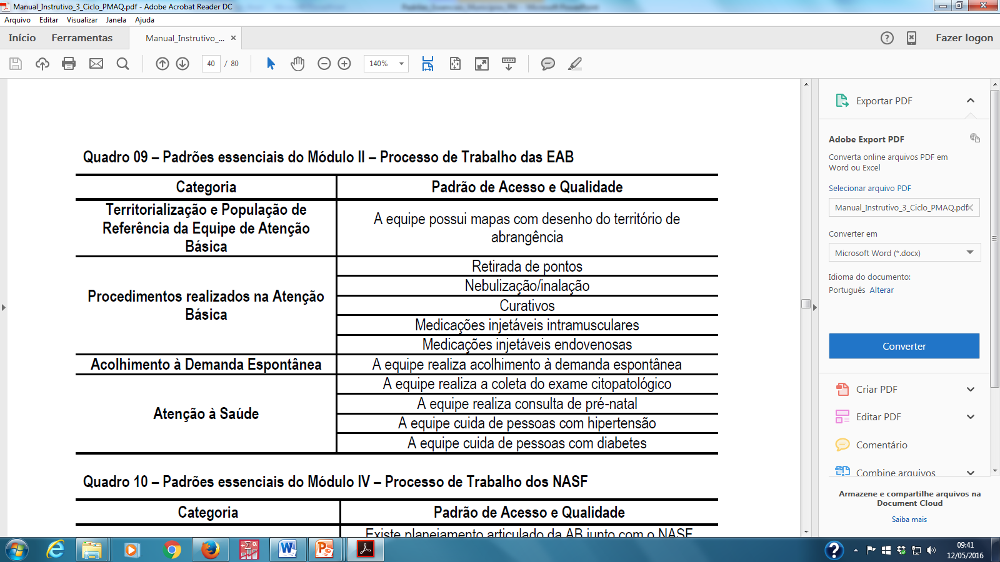 Manual_Instrutivo_3_Ciclo_PMAQ.pdf - Adobe Acrobat Reader DC
Arquivo Editar Visualizar Janela Ajuda
Início Ferramentas Manual_Instrutivo_... × Fazer logon
40 / 80 140%
Quadro 09 – Padrões essenciais do Módulo II – Processo de Trabalho das EAB
Categoria Padrão de Acesso e Qualidade
Territorialização e População de
Referência da Equipe de Atenção
Básica
A equipe possui mapas com desenho do território de
abrangência
Procedimentos realizados na Atenção
Básica
Retirada de pontos
Nebulização/inalação
Curativos
Medicações injetáveis intramusculares
Medicações injetáveis endovenosas
Acolhimento à Demanda Espontânea A equipe realiza acolhimento à demanda espontânea
Atenção à Saúde
A equipe realiza a coleta do exame citopatológico
A equipe realiza consulta de pré-natal
A equipe cuida de pessoas com hipertensão
A equipe cuida de pessoas com diabetes
Quadro 10 – Padrões essenciais do Módulo IV – Processo de Trabalho dos NASF
Categoria Padrão de Acesso e Qualidade
Existe planejamento articulado da AB junto com o NASF
Exportar PDF
Adobe Export PDF
Converta online arquivos PDF em
Word ou Excel
Selecionar arquivo PDF
Manual_Instrutivo_3_Ciclo_PMAQ.pdf
Converter em
Microsoft Word (*.docx)
Idioma do documento:
Português Alterar
Converter
Criar PDF
Editar PDF
Comentário
Combine arquivos
Armazene e compartilhe arquivos na
Document Cloud
Saiba mais
09:41
12/05/2016